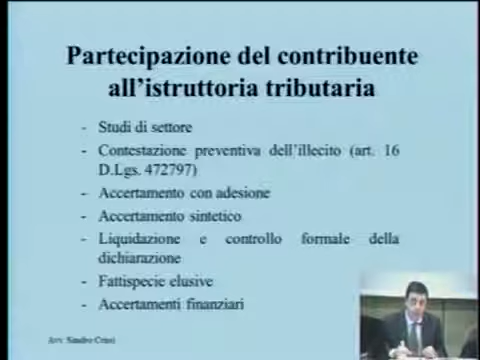 Partecipazione del contribuente
all'istruttoria tributaria
- Studi di settore
- Contestazione preventiva dell'illecito (art. 16
D.Lgs. 472797)
- Accertamento con adesione
- Accertamento sintetico
- Liquidazione e controllo formale della
dichiarazione
- Fattispecie elusive
- Accertamenti finanziari
Avv. Sandro